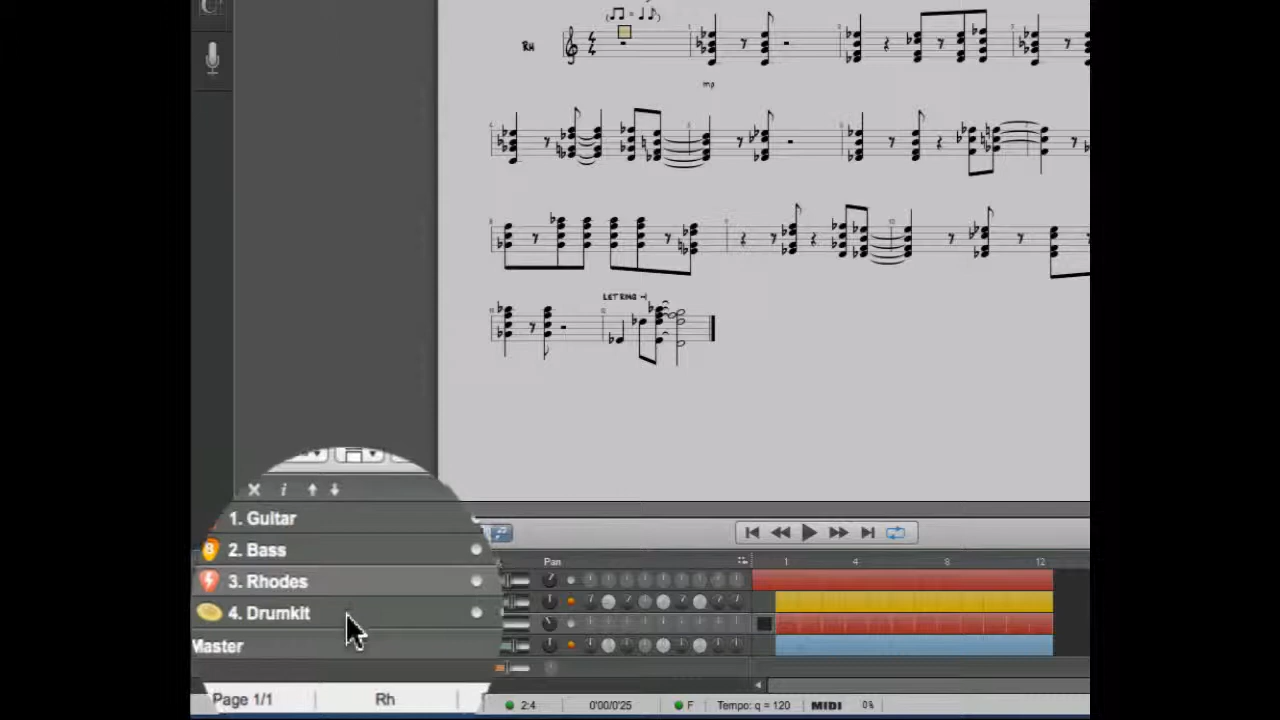 RH
mp
LET RING
1. Guitar
2. Bass
3. Rhodes
4. Drumkit
Master
Pan
1 4 8 12
Page 1/1 Rh 2:4 0'00/0'25 F Tempo: q = 120 MIDI 0%